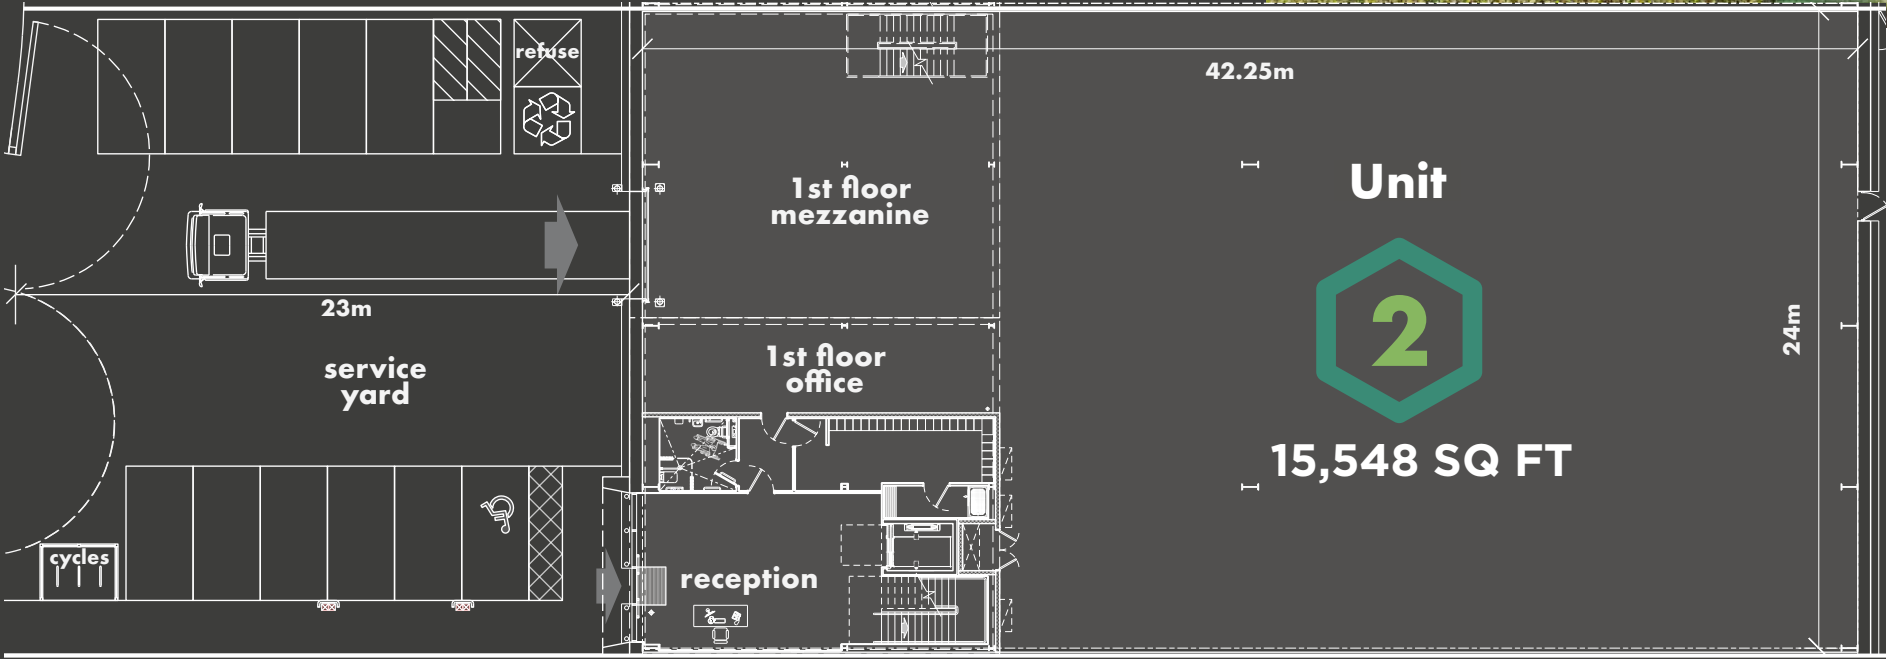 refuse
42.25m
1st floor
mezzanine
Unit
2
15,548 SQ FT
24m
23m
service
yard
1st floor
office
cycles
reception